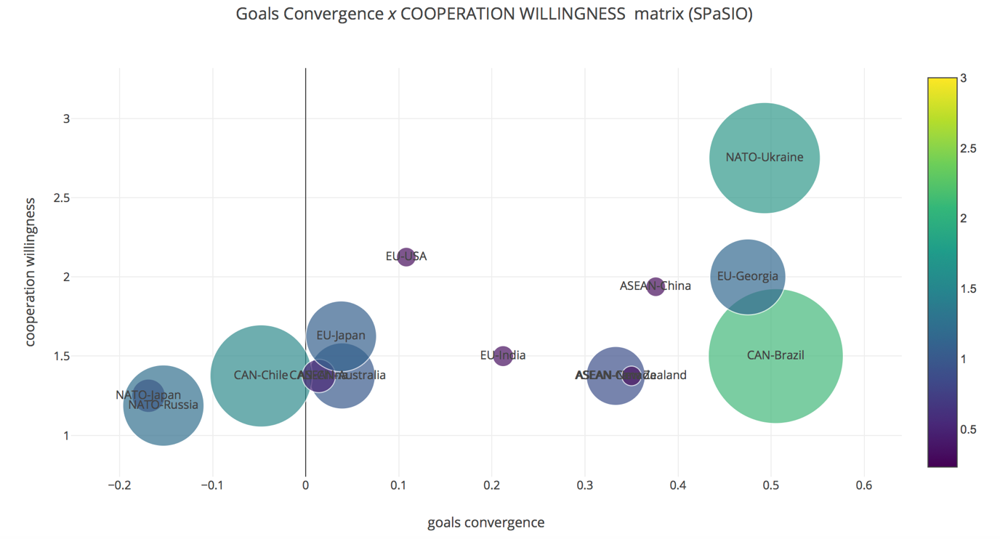 Goals Convergence x COOPERATION WILLINGNESS matrix (SPaSIO)
3
2.5
2
1.5
1
cooperation willingness
NATO-Ukraine
EU-USA
EU-Georgia
ASEAN-China
EU-Japan
EU-India
CAN-Brazil
CAN-Chile
NATO-Japan
NATO-Russia
−0.2
−0.1
0
0.1
0.2
0.3
0.4
0.5
0.6
goals convergence
3
2.5
2
1.5
1
0.5